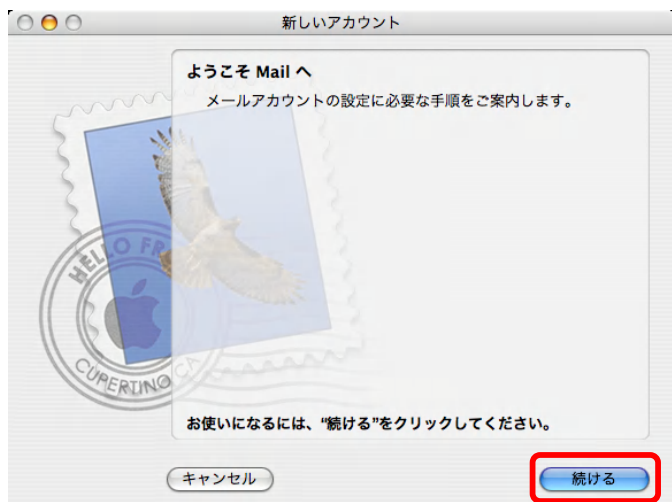 新しいアカウント
ようこそ Mail へ
メールアカウントの設定に必要な手順をご案内します。
HELLO FR
CUPERTINO CA
お使いになるには、“続ける”をクリックしてください。
キャンセル
続ける